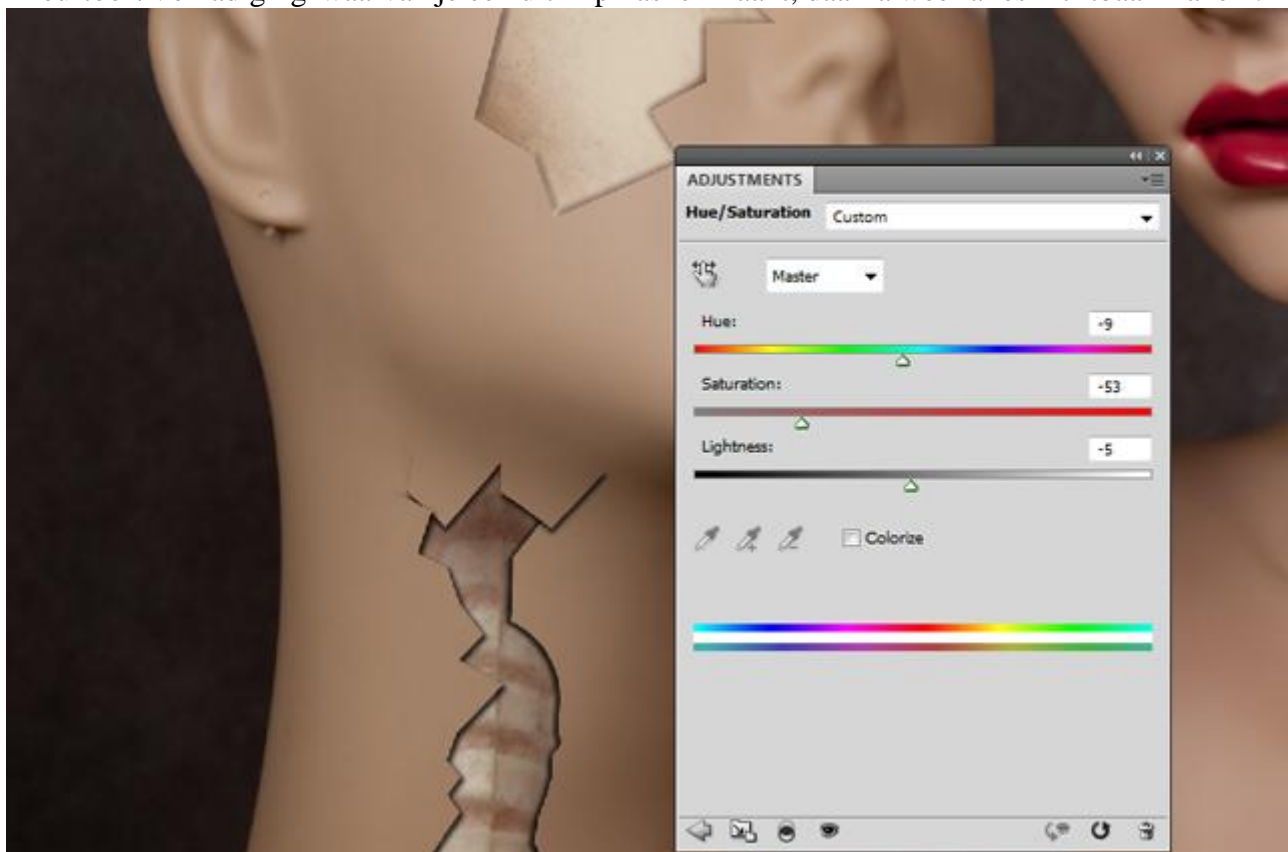 ADJUSTMENTS
Hue/Saturation Custom
Master
Hue: -9
Saturation: -53
Lightness: -5
Colorize